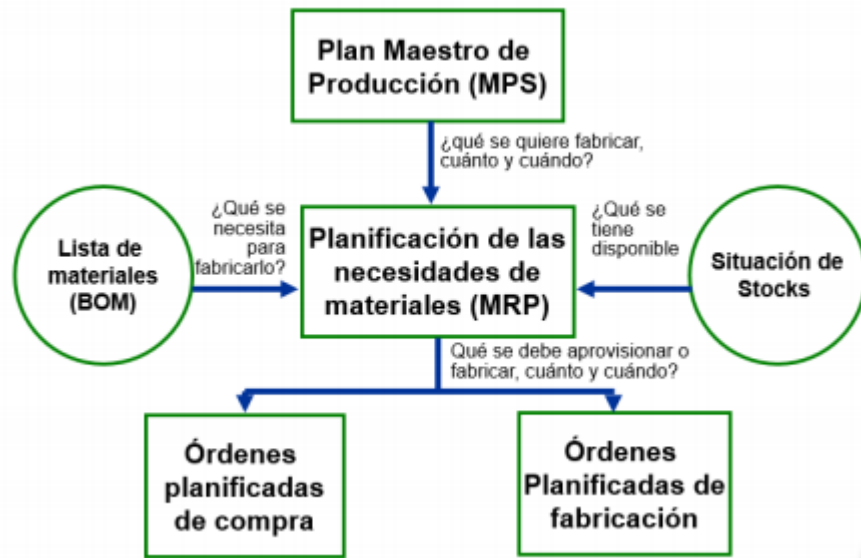 Plan Maestro de
Producción (MPS)
¿qué se quiere fabricar,
cuánto y cuándo?
Lista de
materiales
(BOM)
¿Qué se
necesita
para
fabricarlo?
Planificación de las
necesidades de
materiales (MRP)
¿Qué se
tiene
disponible
Situación de
Stocks
Qué se debe aprovisionar o
fabricar, cuánto y cuándo?
Órdenes
planificadas
de compra
Órdenes
Planificadas de
fabricación